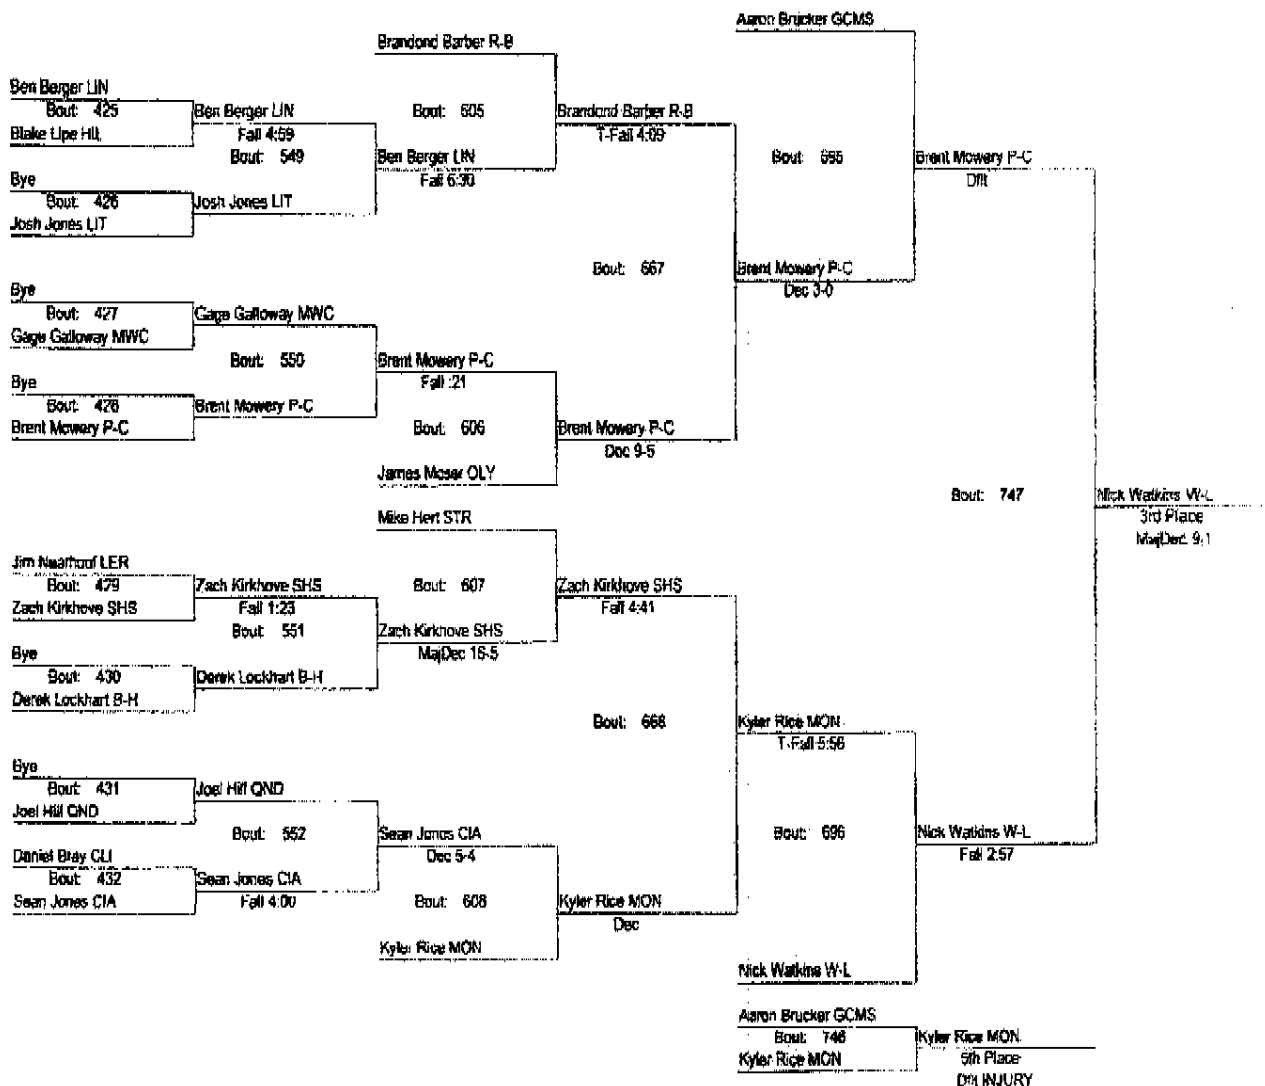 Aaron Brucker GCMS
Brandond Barber R-B
Ben Berger LIN
Bout: 425
Blake Lipe HIL
Ben Berger LIN
Fall 4:59
Bout: 605
Brandond Barber R-B
T-Fall 4:09
Bout: 549
Ben Berger LIN
Fall 6:30
Bout: 695
Brent Mowery P-C
Dflt
Bye
Bout: 426
Josh Jones LIT
Josh Jones LIT
Bout: 667
Brent Mowery P-C
Dec 3-0
Bye
Bout: 427
Gage Galloway MWC
Gage Galloway MWC
Bout: 550
Brent Mowery P-C
Fall :21
Bye
Bout: 428
Brent Mowery P-C
Brent Mowery P-C
Bout: 606
Brent Mowery P-C
Dec 9-5
James Moser OLY
Bout: 747
Nick Watkins W-L
3rd Place
MajDec 9-1
Mike Hert STR
Jim Nearhoof LER
Bout: 429
Zach Kirkhove SHS
Zach Kirkhove SHS
Fall 1:23
Bout: 607
Zach Kirkhove SHS
Fall 4:41
Bout: 551
Zach Kirkhove SHS
MajDec 16-5
Bye
Bout: 430
Derek Lockhart B-H
Derek Lockhart B-H
Bout: 668
Kyler Rice MON
T-Fall 5:56
Bye
Bout: 431
Joel Hill QND
Joel Hill QND
Bout: 552
Sean Jones CIA
Dec 5-4
Bout: 696
Nick Watkins W-L
Fall 2:57
Daniel Bray CLI
Bout: 432
Sean Jones CIA
Sean Jones CIA
Fall 4:00
Bout: 608
Kyler Rice MON
Dec
Kyler Rice MON
Nick Watkins W-L
Aaron Brucker GCMS
Bout: 746
Kyler Rice MON
Kyler Rice MON
5th Place
Dflt INJURY